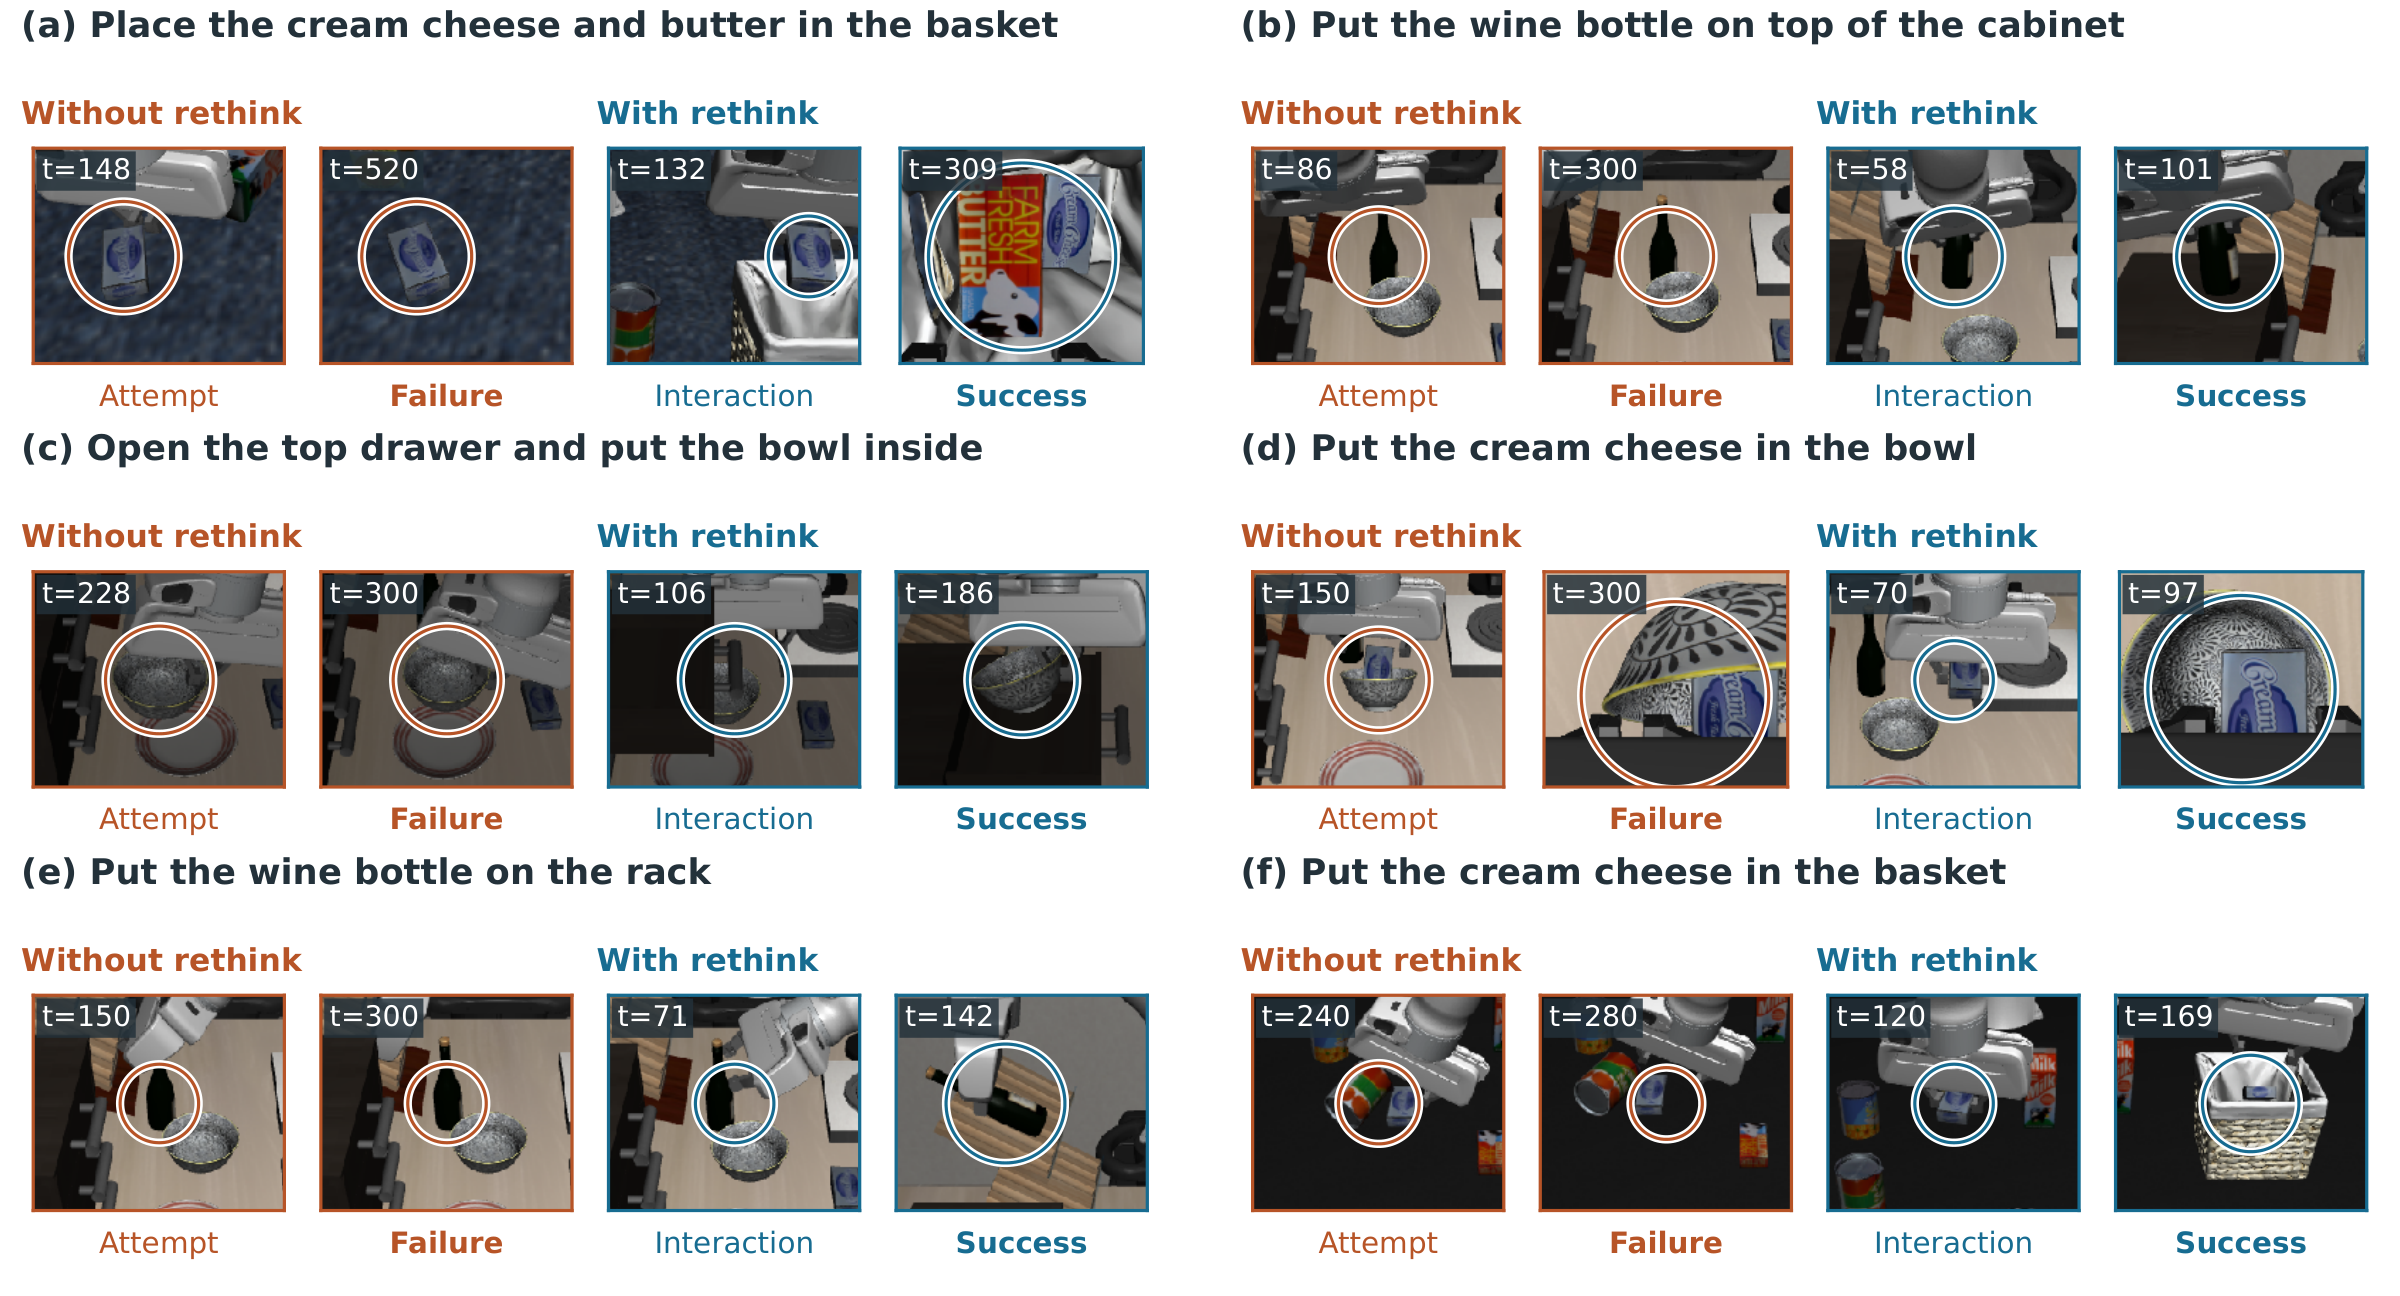 (a) Place the cream cheese and butter in the basket
Without rethink
With rethink
t=148
t=520
t=132
t=309
FARM
FRESH
BUTTER
Cream
Attempt
Failure
Interaction
Success
(b) Put the wine bottle on top of the cabinet
Without rethink
With rethink
t=86
t=300
t=58
t=101
Attempt
Failure
Interaction
Success
(c) Open the top drawer and put the bowl inside
Without rethink
With rethink
t=228
t=300
t=106
t=186
Attempt
Failure
Interaction
Success
(d) Put the cream cheese in the bowl
Without rethink
With rethink
t=150
t=300
t=70
t=97
Cream
Attempt
Failure
Interaction
Success
(e) Put the wine bottle on the rack
Without rethink
With rethink
t=150
t=300
t=71
t=142
Attempt
Failure
Interaction
Success
(f) Put the cream cheese in the basket
Without rethink
With rethink
t=240
t=280
t=120
t=169
Milk
Attempt
Failure
Interaction
Success